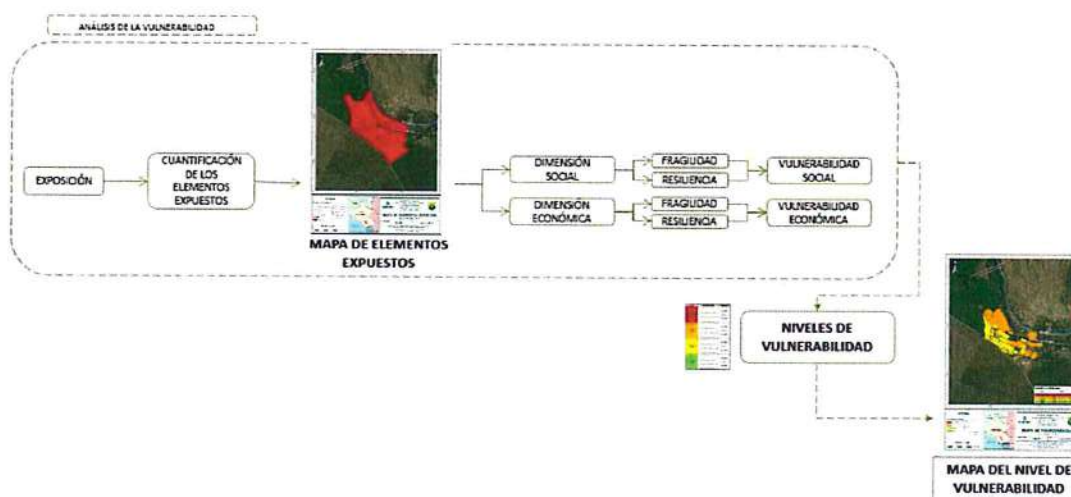 ANÁLISIS DE LA VULNERABILIDAD
EXPOSICIÓN
CUANTIFICACIÓN
DE LOS
ELEMENTOS
EXPUESTOS
MAPA DE ELEMENTOS
EXPUESTOS
DIMENSIÓN
SOCIAL
FRAGILIDAD
RESILIENCIA
VULNERABILIDAD
SOCIAL
DIMENSIÓN
ECONÓMICA
FRAGILIDAD
RESILIENCIA
VULNERABILIDAD
ECONÓMICA
NIVELES DE
VULNERABILIDAD
MAPA DEL NIVEL DE
VULNERABILIDAD